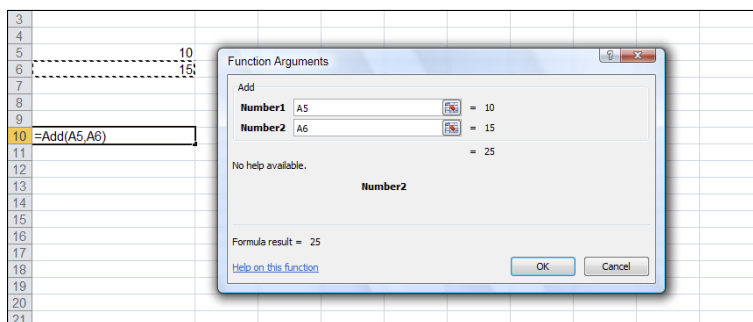 3
4
5 10
6 15
7
8
9
10 =Add(A5,A6)
11
12
13
14
15
16
17
18
19
20
21
Function Arguments
Add
Number1 A5 = 10
Number2 A6 = 15
= 25
No help available.
Number2
Formula result = 25
Help on this function OK Cancel